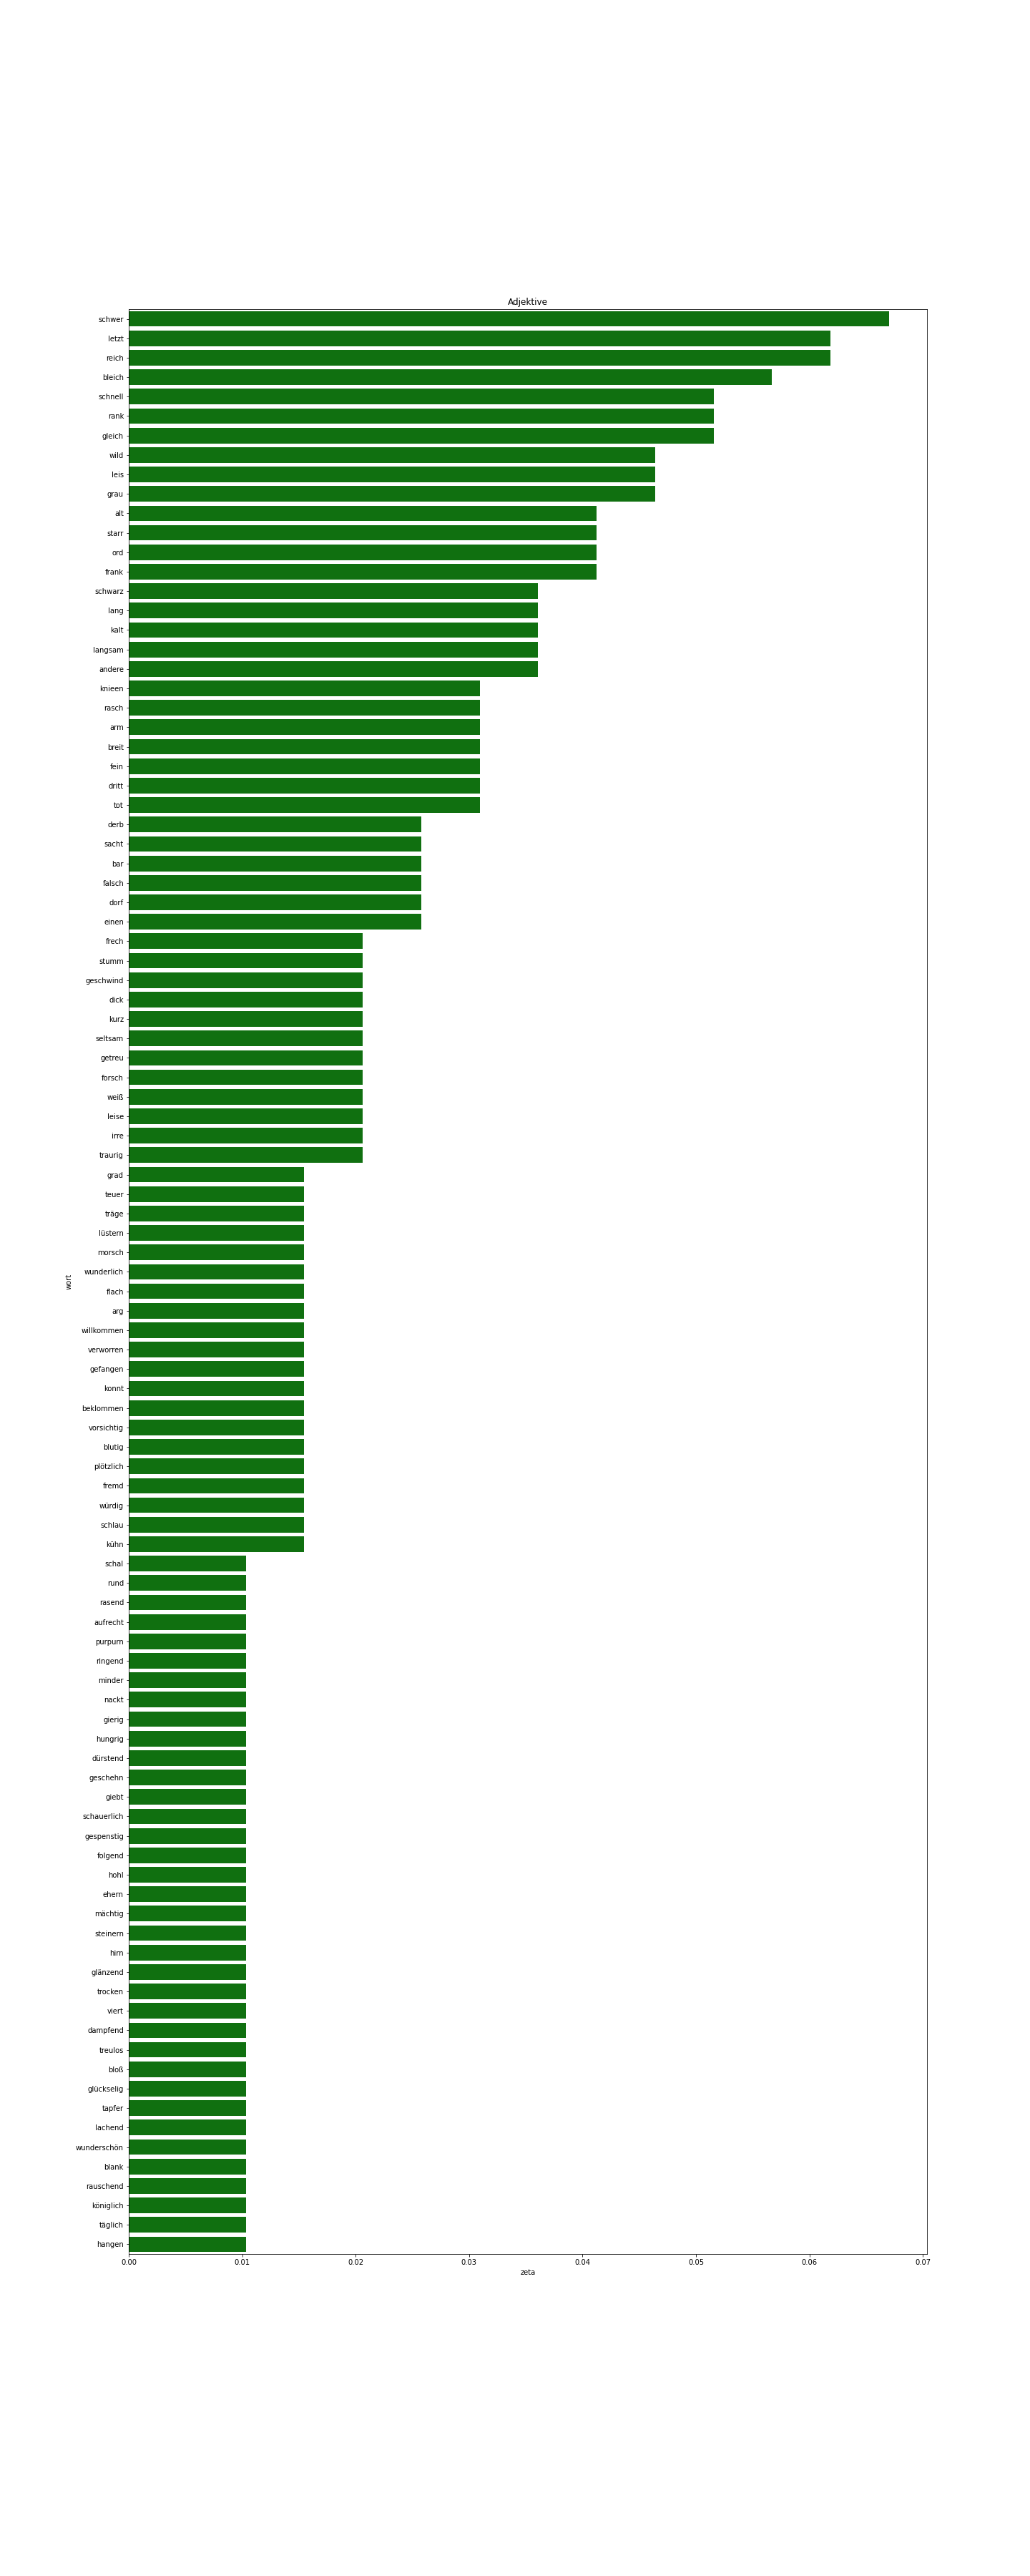 Adjektive
schwer
letzt
reich
bleich
schnell
rank
gleich
wild
leis
grau
alt
starr
ord
frank
schwarz
lang
kalt
langsam
andere
knieen
rasch
arm
breit
fein
dritt
tot
derb
sacht
bar
falsch
dorf
einen
frech
stumm
geschwind
dick
kurz
seltsam
getreu
forsch
weiß
leise
irre
traurig
grad
teuer
träge
lüstern
morsch
wunderlich
wort
flach
arg
willkommen
verworren
gefangen
konnt
beklommen
vorsichtig
blutig
plötzlich
fremd
würdig
schlau
kühn
schal
rund
rasend
aufrecht
purpurn
ringend
minder
nackt
gierig
hungrig
dürstend
geschehn
giebt
schauerlich
gespenstig
folgend
hohl
ehern
mächtig
steinern
hirn
glänzend
trocken
viert
dampfend
treulos
bloß
glückselig
tapfer
lachend
wunderschön
blank
rauschend
königlich
täglich
hangen
0.00 0.01 0.02 0.03 0.04 0.05 0.06 0.07
zeta